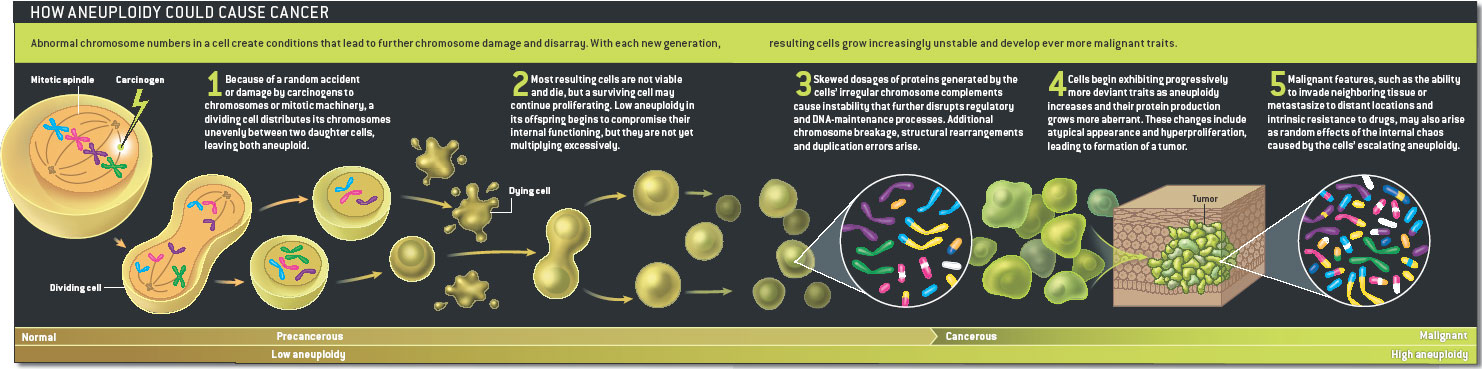 HOW ANEUPLOIDY COULD CAUSE CANCER
Abnormal chromosome numbers in a cell create conditions that lead to further chromosome damage and disarray. With each new generation, resulting cells grow increasingly unstable and develop ever more malignant traits.
Mitotic spindle
Carcinogen
1 Because of a random accident
or damage by carcinogens to
chromosomes or mitotic machinery, a
dividing cell distributes its chromosomes
unevenly between two daughter cells,
leaving both aneuploid.
2 Most resulting cells are not viable
and die, but a surviving cell may
continue proliferating. Low aneuploidy in
its offspring begins to compromise their
internal functioning, but they are not yet
multiplying excessively.
3 Skewed dosages of proteins generated by the
cells' irregular chromosome complements
cause instability that further disrupts regulatory
and DNA-maintenance processes. Additional
chromosome breakage, structural rearrangements
and duplication errors arise.
4 Cells begin exhibiting progressively
more deviant traits as aneuploidy
increases and their protein production
grows more aberrant. These changes include
atypical appearance and hyperproliferation,
leading to formation of a tumor.
5 Malignant features, such as the ability
to invade neighboring tissue or
metastasize to distant locations and
intrinsic resistance to drugs, may also arise
as random effects of the internal chaos
caused by the cells' escalating aneuploidy.
Dying cell
Tumor
Dividing cell
Normal
Precancerous
Cancerous
Malignant
Low aneuploidy
High aneuploidy